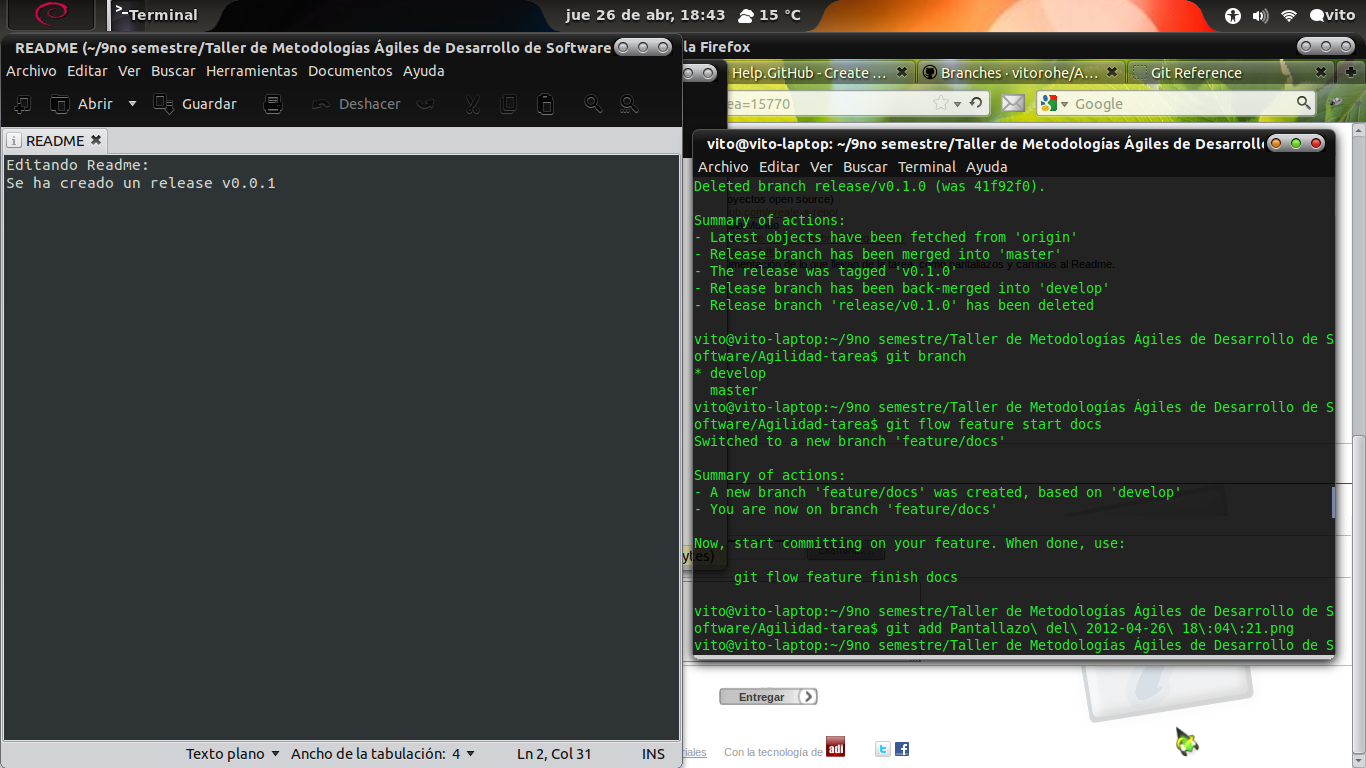 Terminal
jue 26 de abr, 18:43
15 °C
vito
README (~/9no semestre/Taller de Metodologías Ágiles de Desarrollo de Software
Archivo Editar Ver Buscar Herramientas Documentos Ayuda
Abrir Guardar Deshacer
README
Editando Readme:
Se ha creado un release v0.0.1
Texto plano Ancho de la tabulación: 4 Ln 2, Col 31 INS
la Firefox
Help.GitHub - Create ... Branches · vitorohe/A... Git Reference
ea=15770 Google
vito@vito-laptop: ~/9no semestre/Taller de Metodologías Ágiles de Desarroll
Archivo Editar Ver Buscar Terminal Ayuda
Deleted branch release/v0.1.0 (was 41f92f0).
oyectos open source)
Summary of actions:
- Latest objects have been fetched from 'origin'
- Release branch has been merged into 'master'
- The release was tagged 'v0.1.0'
- Release branch has been back-merged into 'develop'
- Release branch 'release/v0.1.0' has been deleted
vito@vito-laptop:~/9no semestre/Taller de Metodologías Ágiles de Desarrollo de S
oftware/Agilidad-tarea$ git branch
* develop
master
vito@vito-laptop:~/9no semestre/Taller de Metodologías Ágiles de Desarrollo de S
oftware/Agilidad-tarea$ git flow feature start docs
Switched to a new branch 'feature/docs'
Summary of actions:
- A new branch 'feature/docs' was created, based on 'develop'
- You are now on branch 'feature/docs'
Now, start committing on your feature. When done, use:
git flow feature finish docs
vito@vito-laptop:~/9no semestre/Taller de Metodologías Ágiles de Desarrollo de S
oftware/Agilidad-tarea$ git add Pantallazo\ del\ 2012-04-26\ 18\:04\:21.png
vito@vito-laptop:~/9no semestre/Taller de Metodologías Ágiles de Desarrollo de S
ytes)
Entregar
riales Con la tecnología de adi